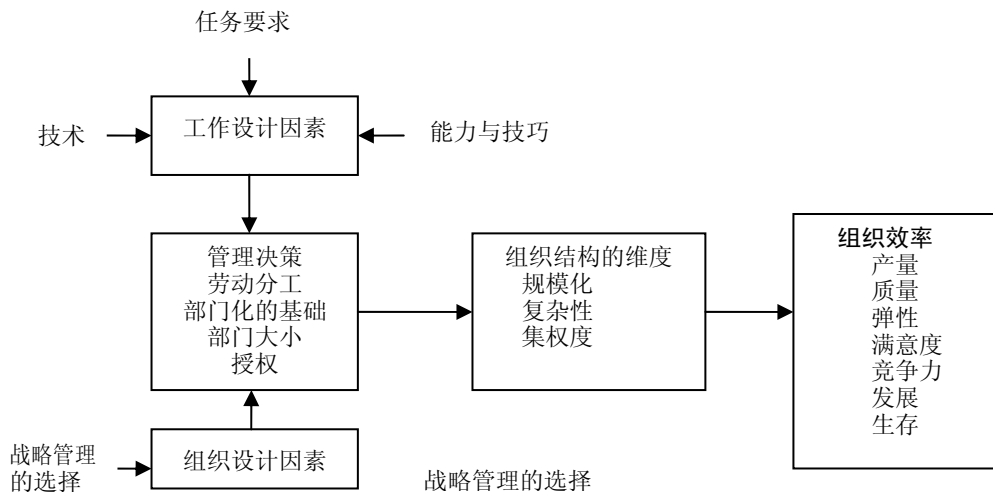 任务要求
技术
工作设计因素
能力与技巧
管理决策
劳动分工
部门化的基础
部门大小
授权
组织结构的维度
规模化
复杂性
集权度
组织效率
产量
质量
弹性
满意度
竞争力
发展
生存
战略管理
的选择
组织设计因素
战略管理的选择